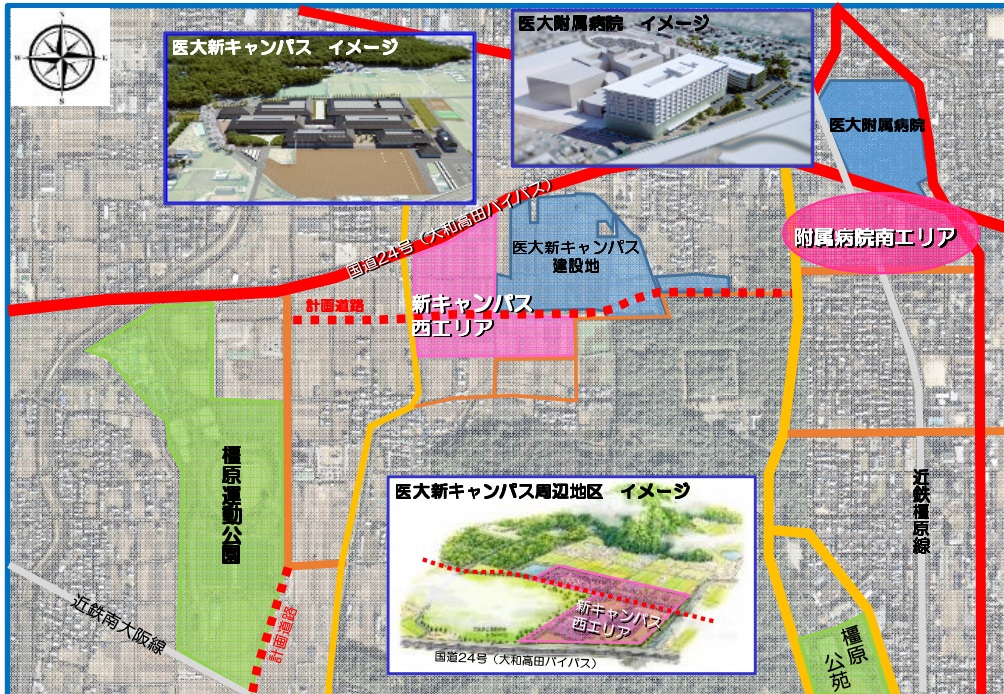 N
W
E
S
医大新キャンパス　イメージ
医大附属病院　イメージ
医大附属病院
国道24号（大和高田バイパス）
医大新キャンパス
建設地
附属病院南エリア
計画道路
新キャンパス
西エリア
橿原運動公園
近鉄橿原線
医大新キャンパス周辺地区　イメージ
新キャンパス
西エリア
国道24号（大和高田バイパス）
近鉄南大阪線
計画道路
橿原
公苑